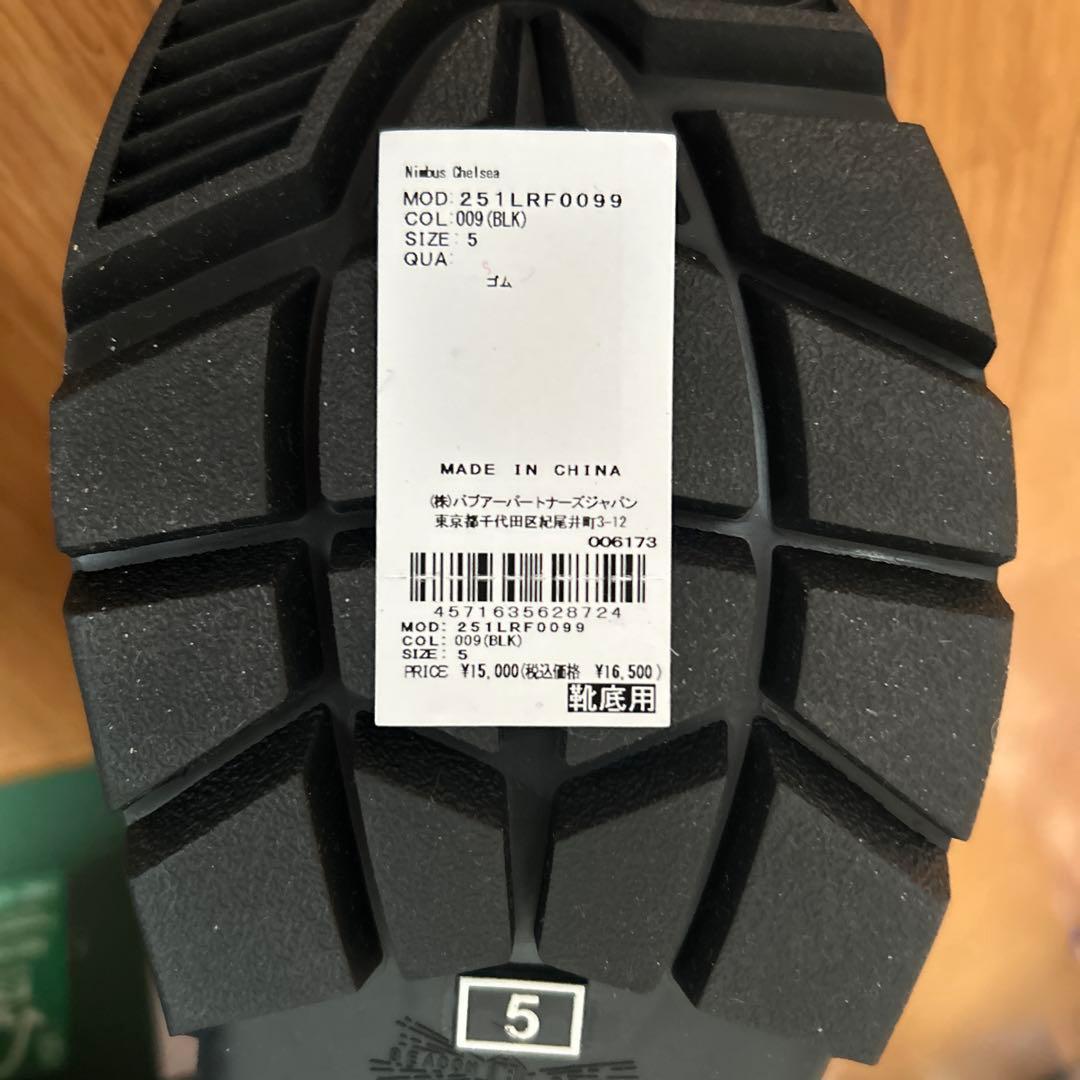 Nimbus Chelsea
MOD:251LRF0099
COL:009(BLK)
SIZE: 5
QUA:
ゴム
MADE IN CHINA
(株)バブアーパートナーズジャパン
東京都千代田区紀尾井町3-12
006173
4571635628724
MOD: 251LRF0099
COL: 009(BLK)
SIZE: 5
PRICE ¥15,000(税込価格 ¥16,500)
靴底用
5